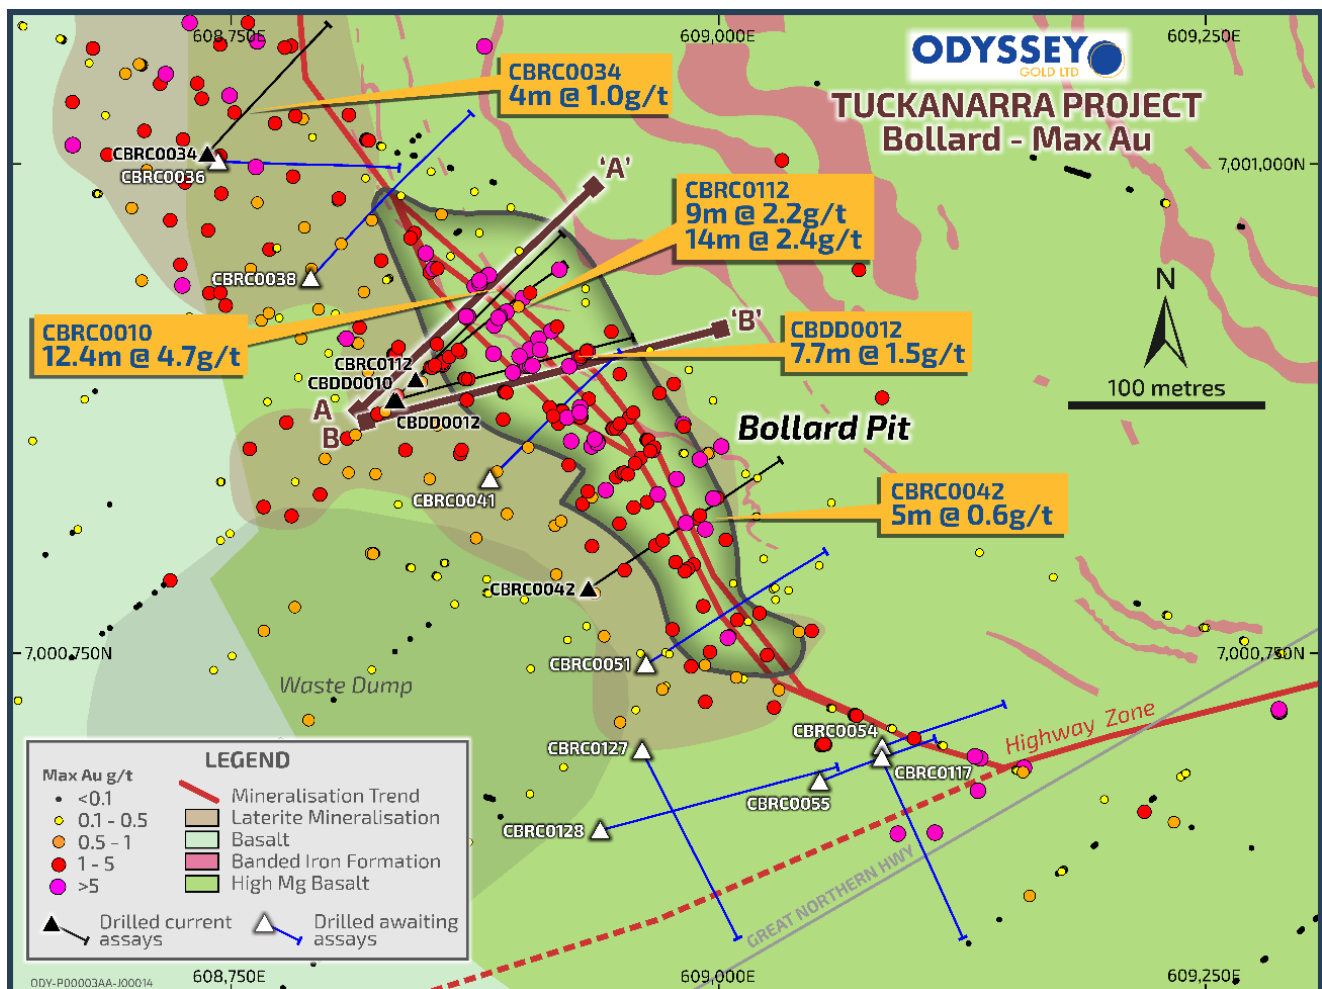 608,750E
609,000E
609,250E
ODYSSEY
GOLD LTD
TUCKANARRA PROJECT
Bollard - Max Au
CBRC0034
4m @ 1.0g/t
CBRC0034
CBRC0036
7,001,000N
'A'
CBRC0112
9m @ 2.2g/t
14m @ 2.4g/t
N
CBRC0038
CBRC0010
12.4m @ 4.7g/t
'B'
CBDD0012
7.7m @ 1.5g/t
100 metres
CBRC0112
CBDD0010
A
B
CBDD0012
Bollard Pit
CBRC0041
CBRC0042
5m @ 0.6g/t
CBRC0042
7,000,750N
7,000,750N
CBRC0051
Waste Dump
CBRC0127
CBRC0054
Highway Zone
CBRC0117
CBRC0055
CBRC0128
GREAT NORTHERN HWY
LEGEND
Max Au g/t
<0.1
0.1 - 0.5
0.5 - 1
1 - 5
>5
Mineralisation Trend
Laterite Mineralisation
Basalt
Banded Iron Formation
High Mg Basalt
Drilled current
assays
Drilled awaiting
assays
ODY-P00003AA-J00014
608,750E
609,000E
609,250E